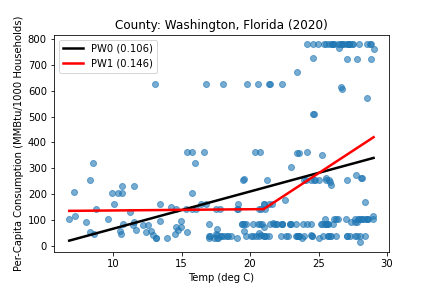 County: Washington, Florida (2020)
PW0 (0.106)
PW1 (0.146)
Per-Capita Consumption (MMBtu/1000 Households)
800
700
600
500
400
300
200
100
0
10
15
20
25
30
Temp (deg C)